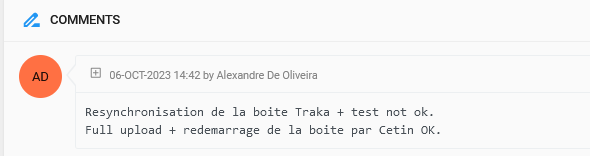 COMMENTS
AD
06-OCT-2023 14:42 by Alexandre De Oliveira
Resynchronisation de la boite Traka + test not ok.
Full upload + redemarrage de la boite par Cetin OK.